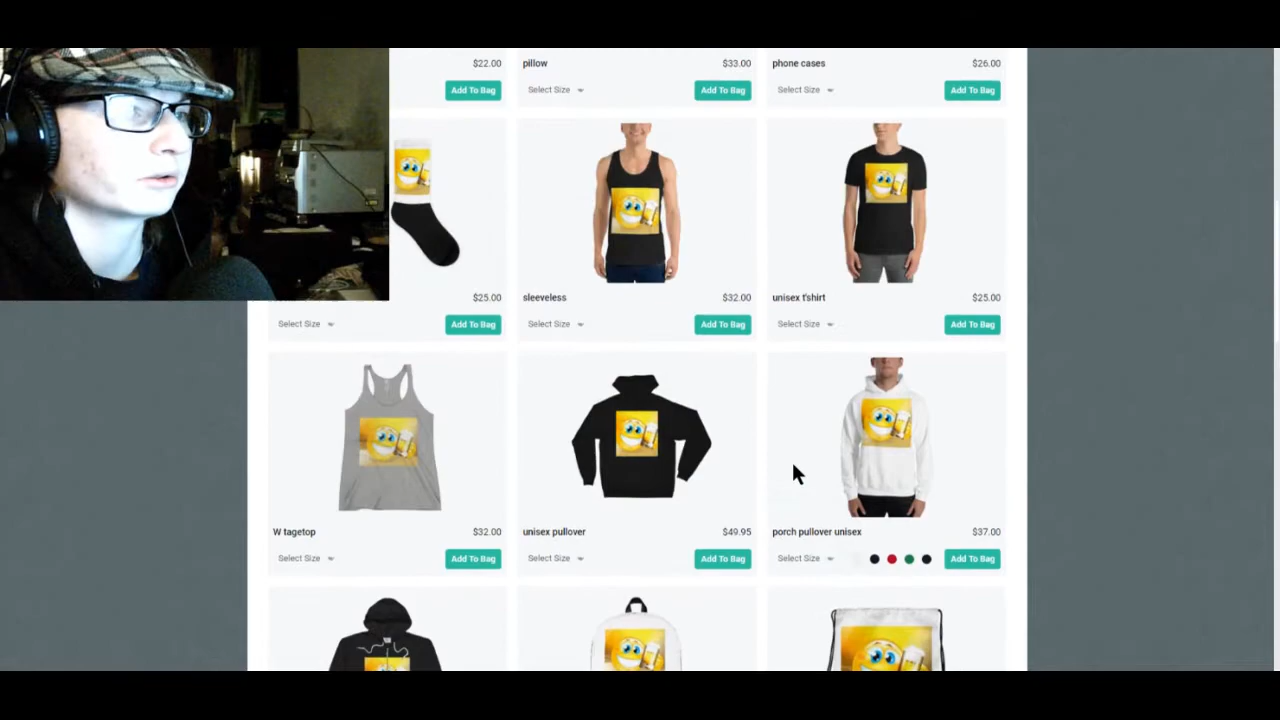 $22.00 pillow $33.00 phone cases $26.00
Add To Bag Select Size Add To Bag Select Size Add To Bag
$25.00 sleeveless $32.00 unisex t'shirt $25.00
Select Size Add To Bag Select Size Add To Bag Select Size Add To Bag
W tagetop $32.00 unisex pullover $49.95 porch pullover unisex $37.00
Select Size Add To Bag Select Size Add To Bag Select Size Add To Bag